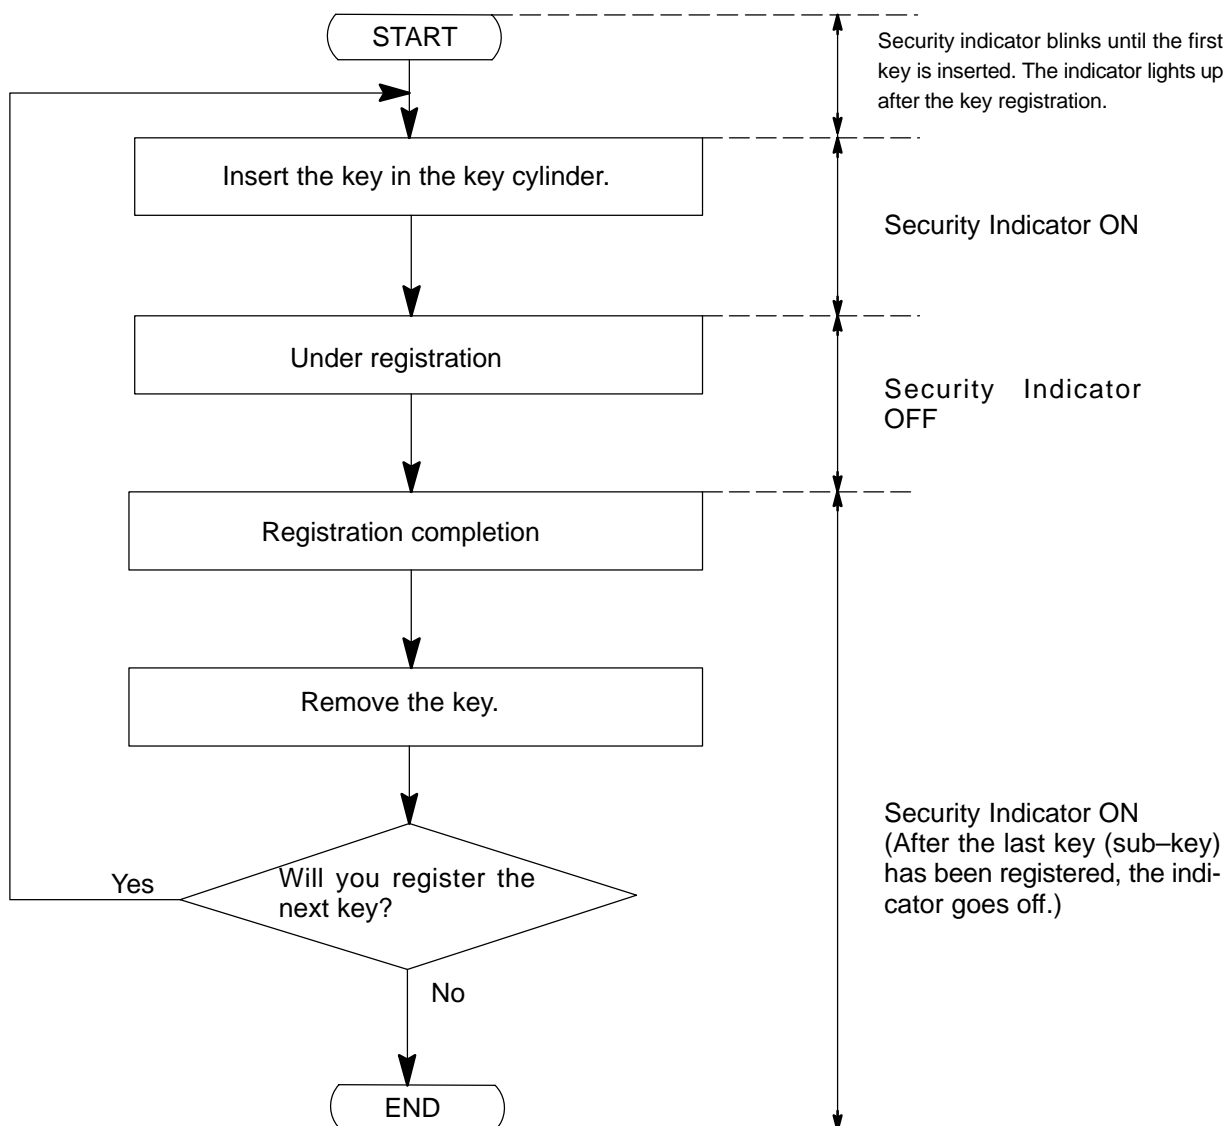 START
Security indicator blinks until the first
key is inserted. The indicator lights up
after the key registration.
Insert the key in the key cylinder.
Security Indicator ON
Under registration
Security Indicator
OFF
Registration completion
Remove the key.
Security Indicator ON
(After the last key (sub–key)
has been registered, the indi-
cator goes off.)
Yes
Will you register the
next key?
No
END